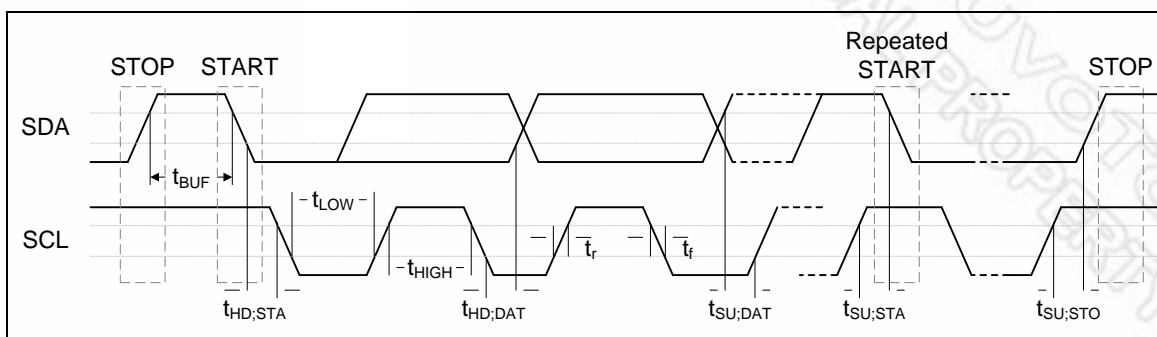 Repeated
STOP START START STOP
SDA
tBUF
tLOW
SCL
tr tf
tHIGH
tHD;STA tHD;DAT tSU;DAT tSU;STA tSU;STO